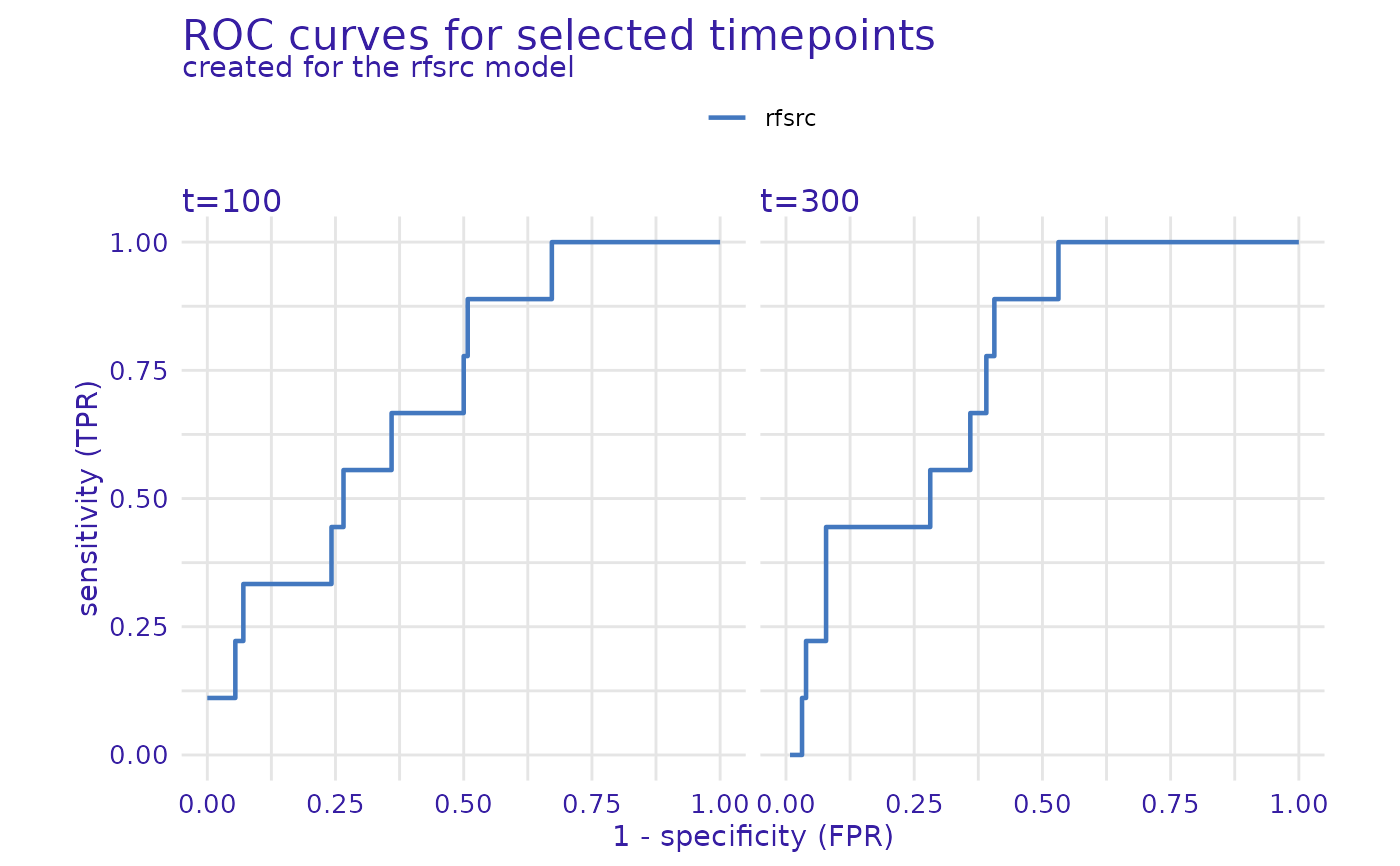 ROC curves for selected timepoints
created for the rfsrc model
rfsrc
t=100 t=300
1.00
0.75
0.50
0.25
0.00
sensitivity (TPR)
0.00 0.25 0.50 0.75 1.00 0.00 0.25 0.50 0.75 1.00
1 - specificity (FPR)